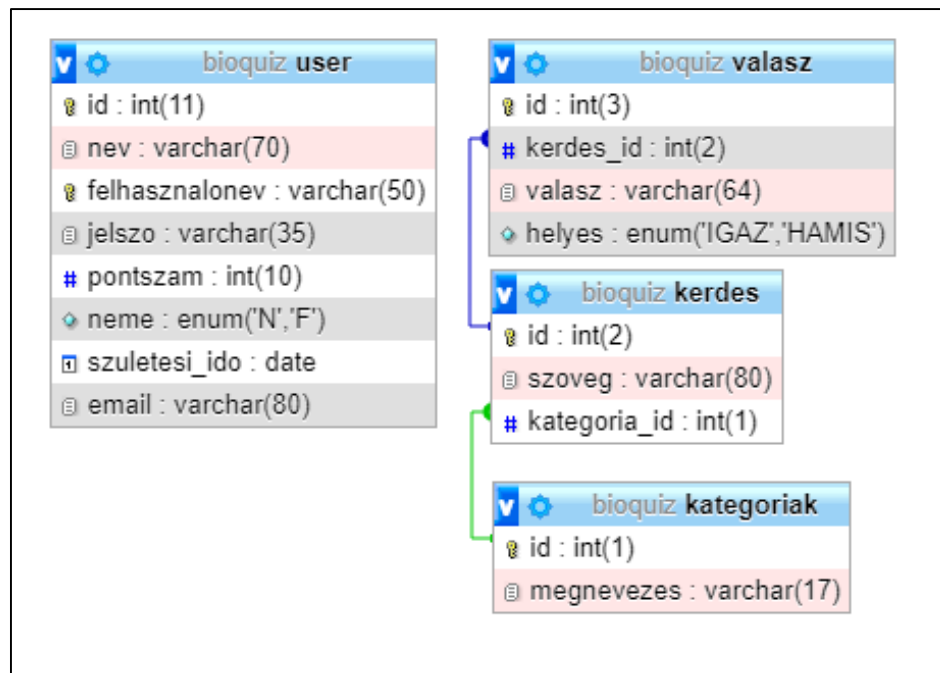 bioquiz user
id : int(11)
nev : varchar(70)
felhasznalonev : varchar(50)
jelszo : varchar(35)
# pontszam : int(10)
neme : enum('N','F')
szuletesi_ido : date
email : varchar(80)
bioquiz valasz
id : int(3)
# kerdes_id : int(2)
valasz : varchar(64)
helyes : enum('IGAZ','HAMIS')
bioquiz kerdes
id : int(2)
szoveg : varchar(80)
# kategoria_id : int(1)
bioquiz kategoriak
id : int(1)
megnevezes : varchar(17)